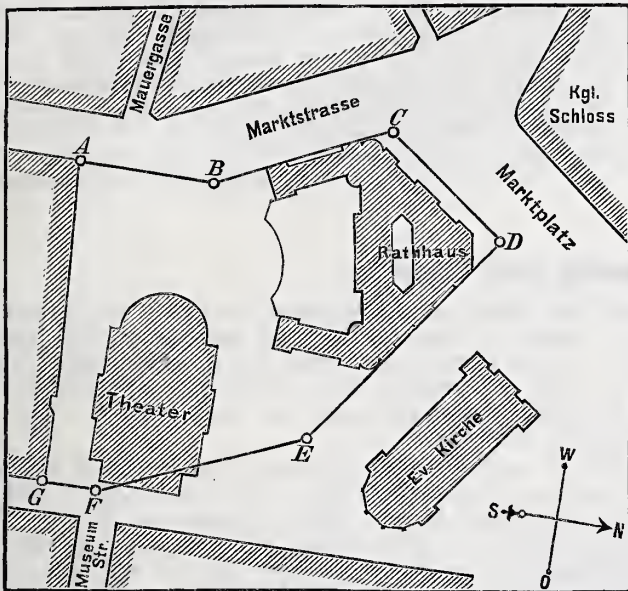 Mauergasse
Marktstrasse
Kgl.
Schloss
Marktplatz
A
B
C
D
Rathhaus
Theater
E
Ev. Kirche
G
F
Museum
Str.
W
S
N
O